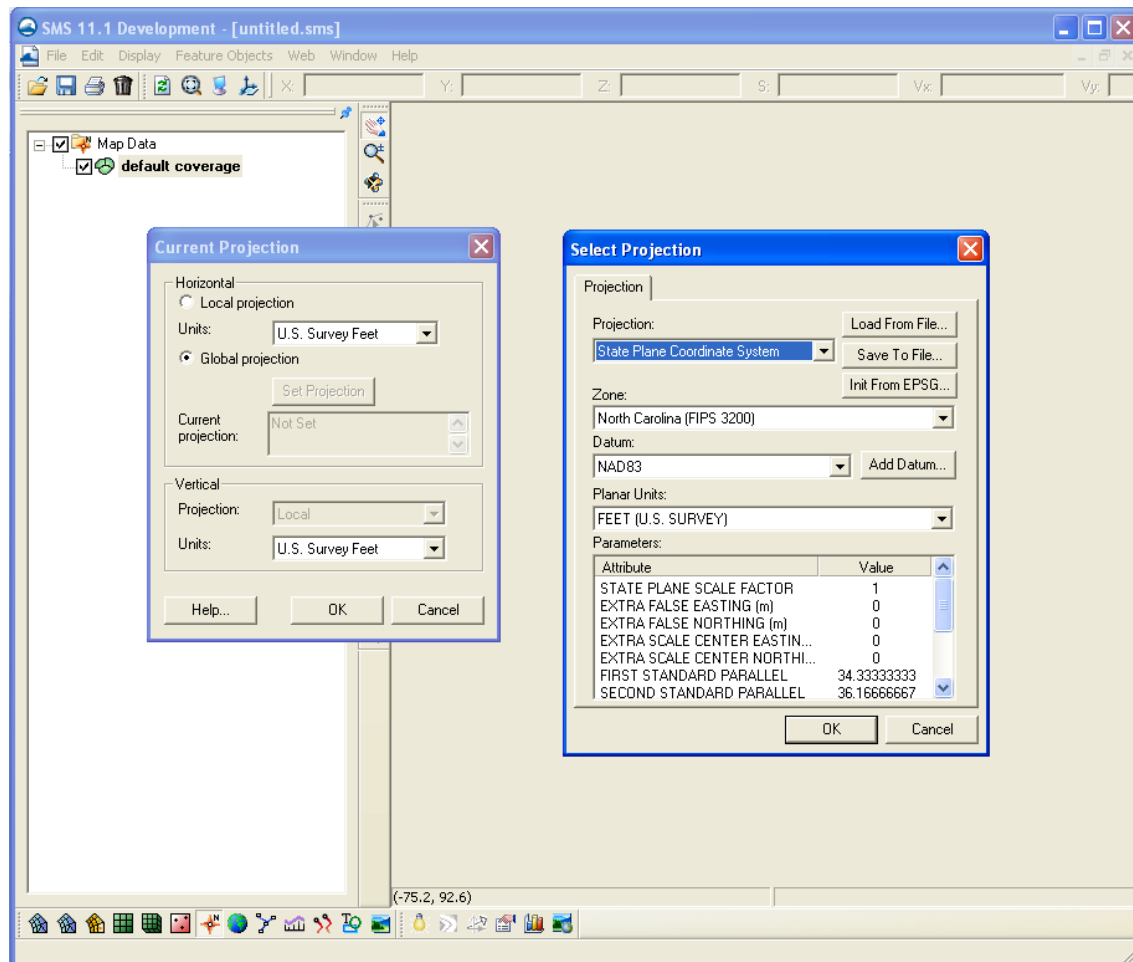 SMS 11.1 Development - [untitled.sms]
File Edit Display Feature Objects Web Window Help
X: Y: Z: S: Vx: Vy:
Map Data
default coverage
Current Projection
Horizontal
Local projection
Units: U.S. Survey Feet
Global projection
Set Projection
Current projection: Not Set
Vertical
Projection: Local
Units: U.S. Survey Feet
Help... OK Cancel
Select Projection
Projection
Projection: Load From File...
State Plane Coordinate System Save To File...
Init From EPSG...
Zone:
North Carolina (FIPS 3200)
Datum:
NAD83 Add Datum...
Planar Units:
FEET (U.S. SURVEY)
Parameters:
Attribute Value
STATE PLANE SCALE FACTOR 1
EXTRA FALSE EASTING (m) 0
EXTRA FALSE NORTHING (m) 0
EXTRA SCALE CENTER EASTIN... 0
EXTRA SCALE CENTER NORTHI... 0
FIRST STANDARD PARALLEL 34.33333333
SECOND STANDARD PARALLEL 36.16666667
OK Cancel
(-75.2, 92.6)